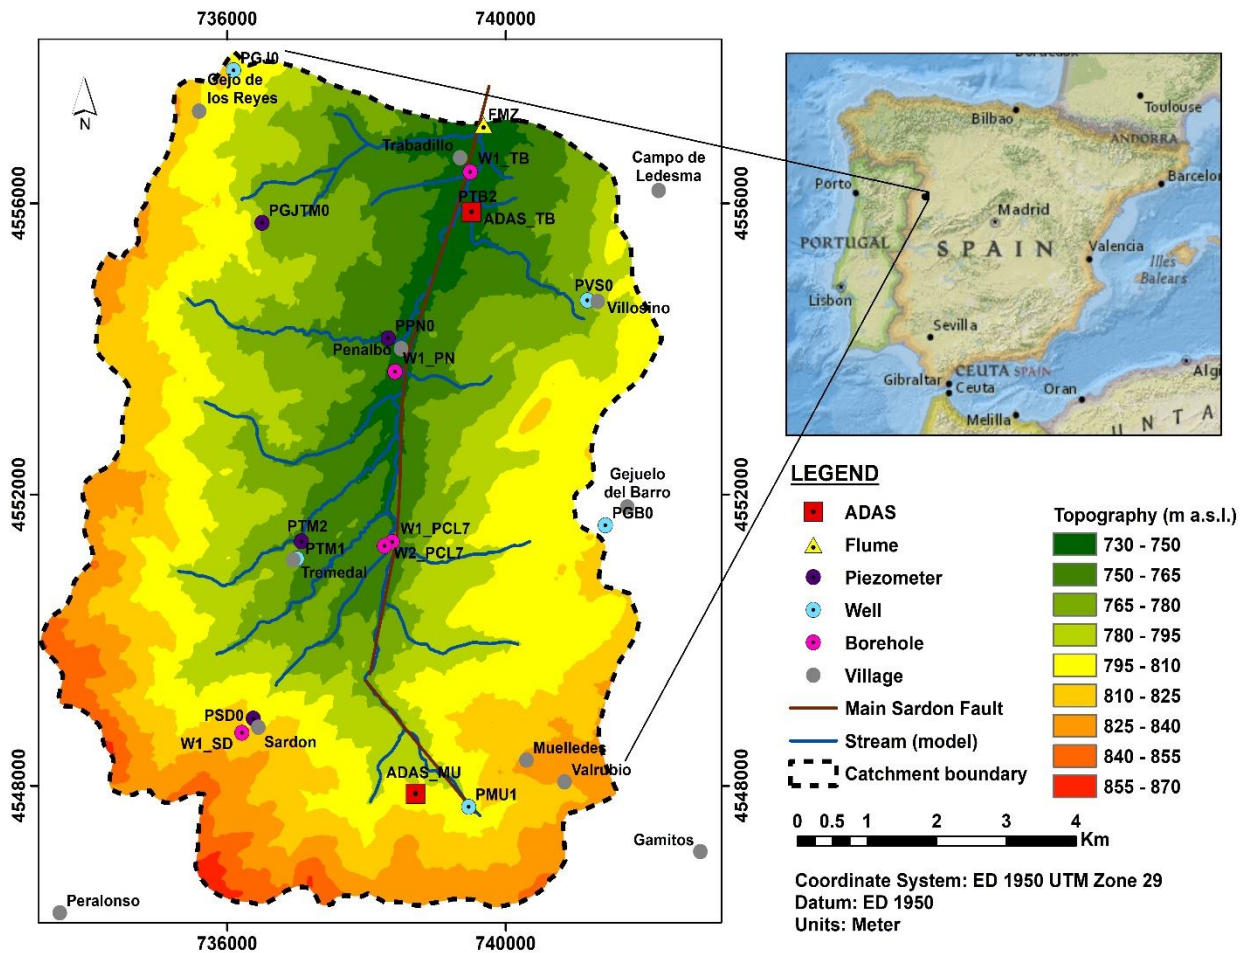 736000
740000
PGJ0
Gejo de
los Reyes
N
FMZ
Trabadillo
W1_TB
Campo de
Ledesma
4556000
4556000
PTB2
PGJTM0
ADAS_TB
PVS0
Villosino
PPN0
Penalbo
W1_PN
Gejuelo
del Barro
PGB0
4552000
4552000
PTM2
W1_PCL7
PTM1
W2_PCL7
Tremedal
PSD0
W1_SD
Sardon
Muelledes
ADAS_MU
Valrubio
4548000
4548000
PMU1
Gamitos
Peralonso
736000
740000
Toulouse
Bilbao
ANDORRA
Porto
Barcelor
Madrid
PORTUGAL
SPAIN
Valencia
Illes
Balears
Lisbon
Sevilla
CEUTA SPAIN
Gibraltar
Ceuta
Oran
Algi
Melilla
UNTA
LEGEND
ADAS
Flume
Piezometer
Well
Borehole
Village
Main Sardon Fault
Stream (model)
Catchment boundary
Topography (m a.s.l.)
730 - 750
750 - 765
765 - 780
780 - 795
795 - 810
810 - 825
825 - 840
840 - 855
855 - 870
0 0.5 1 2 3 4
Km
Coordinate System: ED 1950 UTM Zone 29
Datum: ED 1950
Units: Meter